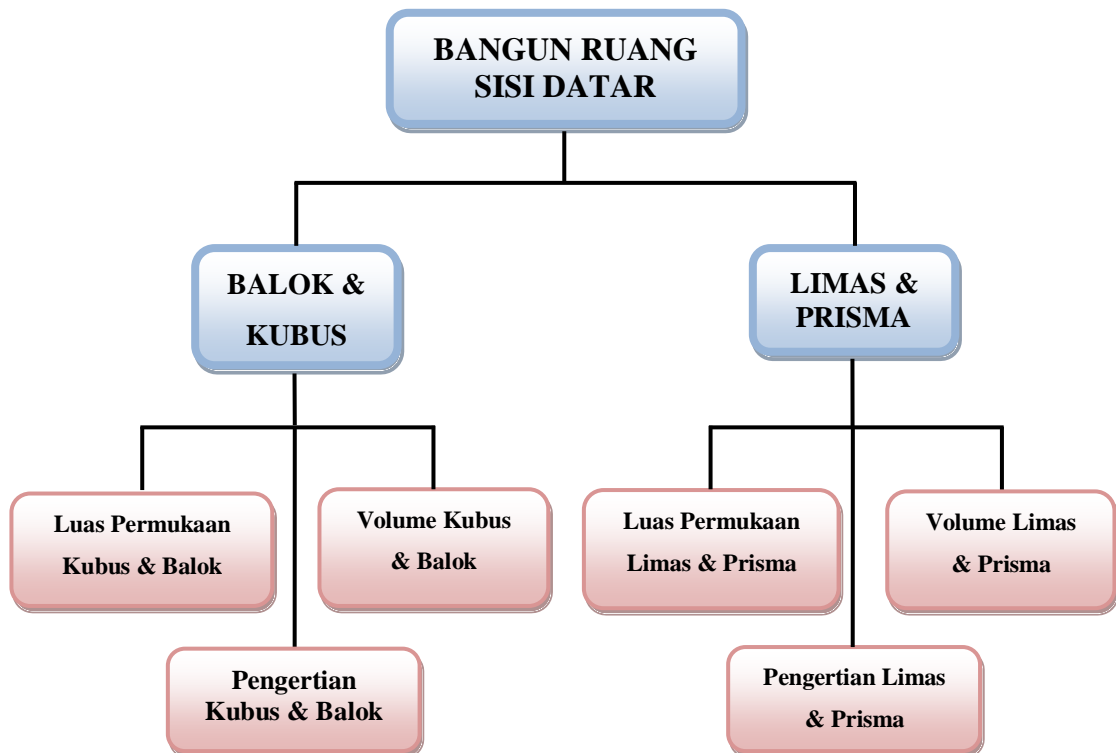 BANGUN RUANG
SISI DATAR
BALOK &
KUBUS
LIMAS &
PRISMA
Luas Permukaan
Kubus & Balok
Volume Kubus
& Balok
Pengertian
Kubus & Balok
Luas Permukaan
Limas & Prisma
Volume Limas
& Prisma
Pengertian Limas
& Prisma